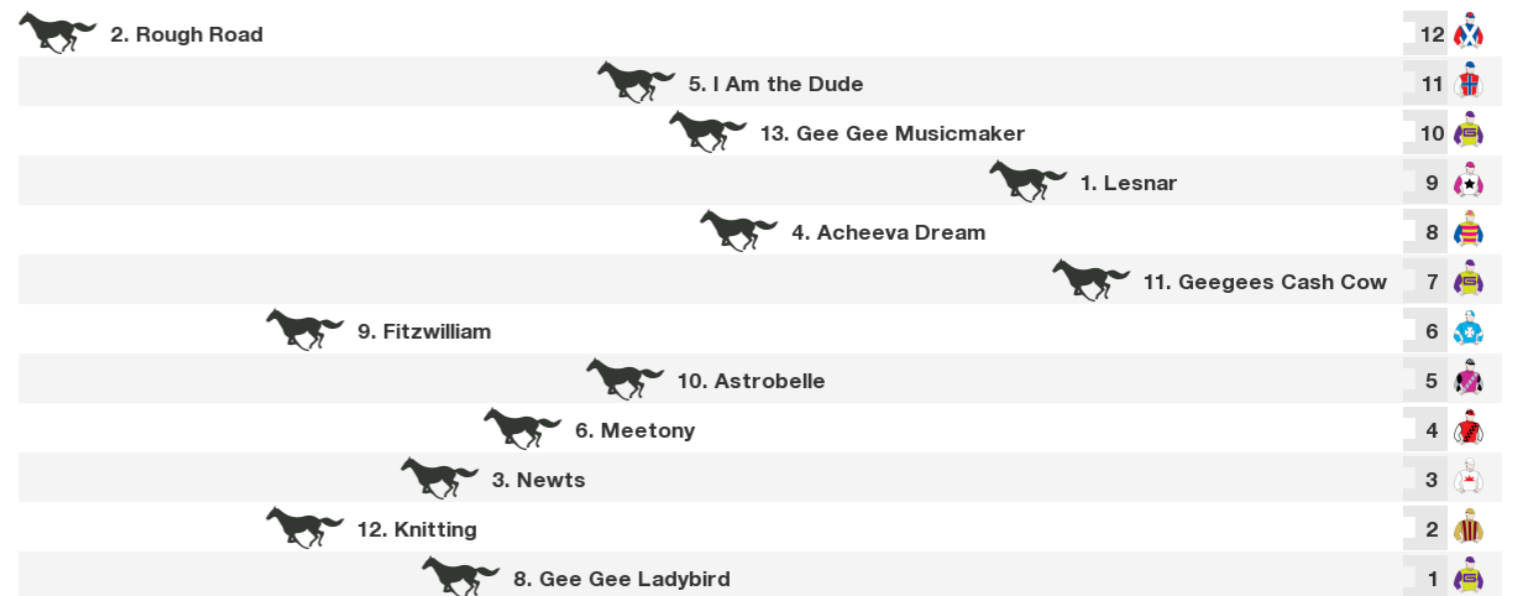 2. Rough Road 12
5. I Am the Dude 11
13. Gee Gee Musicmaker 10
1. Lesnar 9
4. Acheeva Dream 8
11. Geegees Cash Cow 7
9. Fitzwilliam 6
10. Astrobelle 5
6. Meetony 4
3. Newts 3
12. Knitting 2
8. Gee Gee Ladybird 1